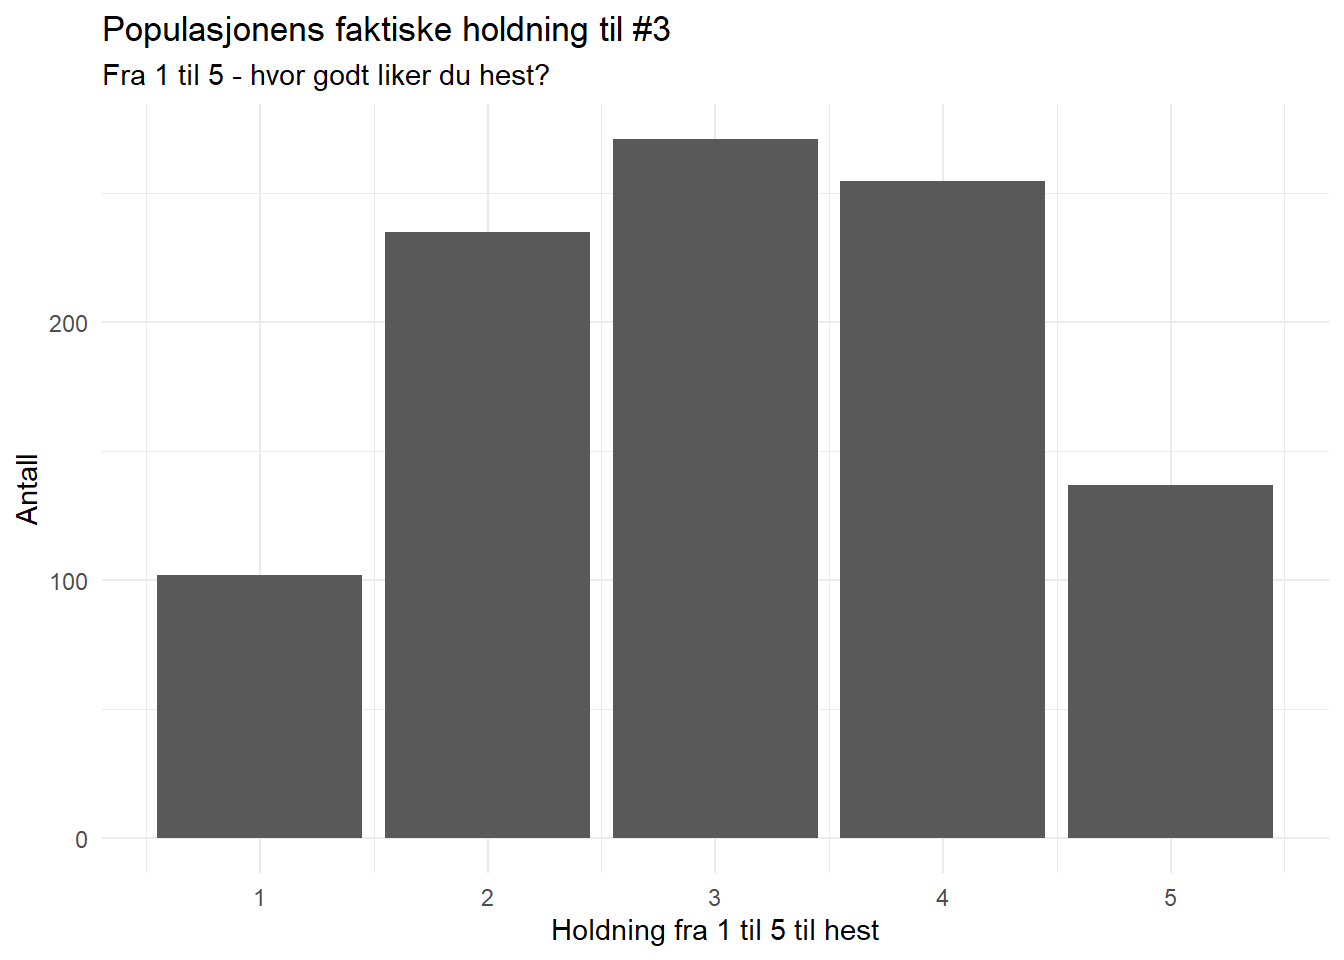 Populasjonens faktiske holdning til #3
Fra 1 til 5 - hvor godt liker du hest?
Antall
200
100
0
1 2 3 4 5
Holdning fra 1 til 5 til hest